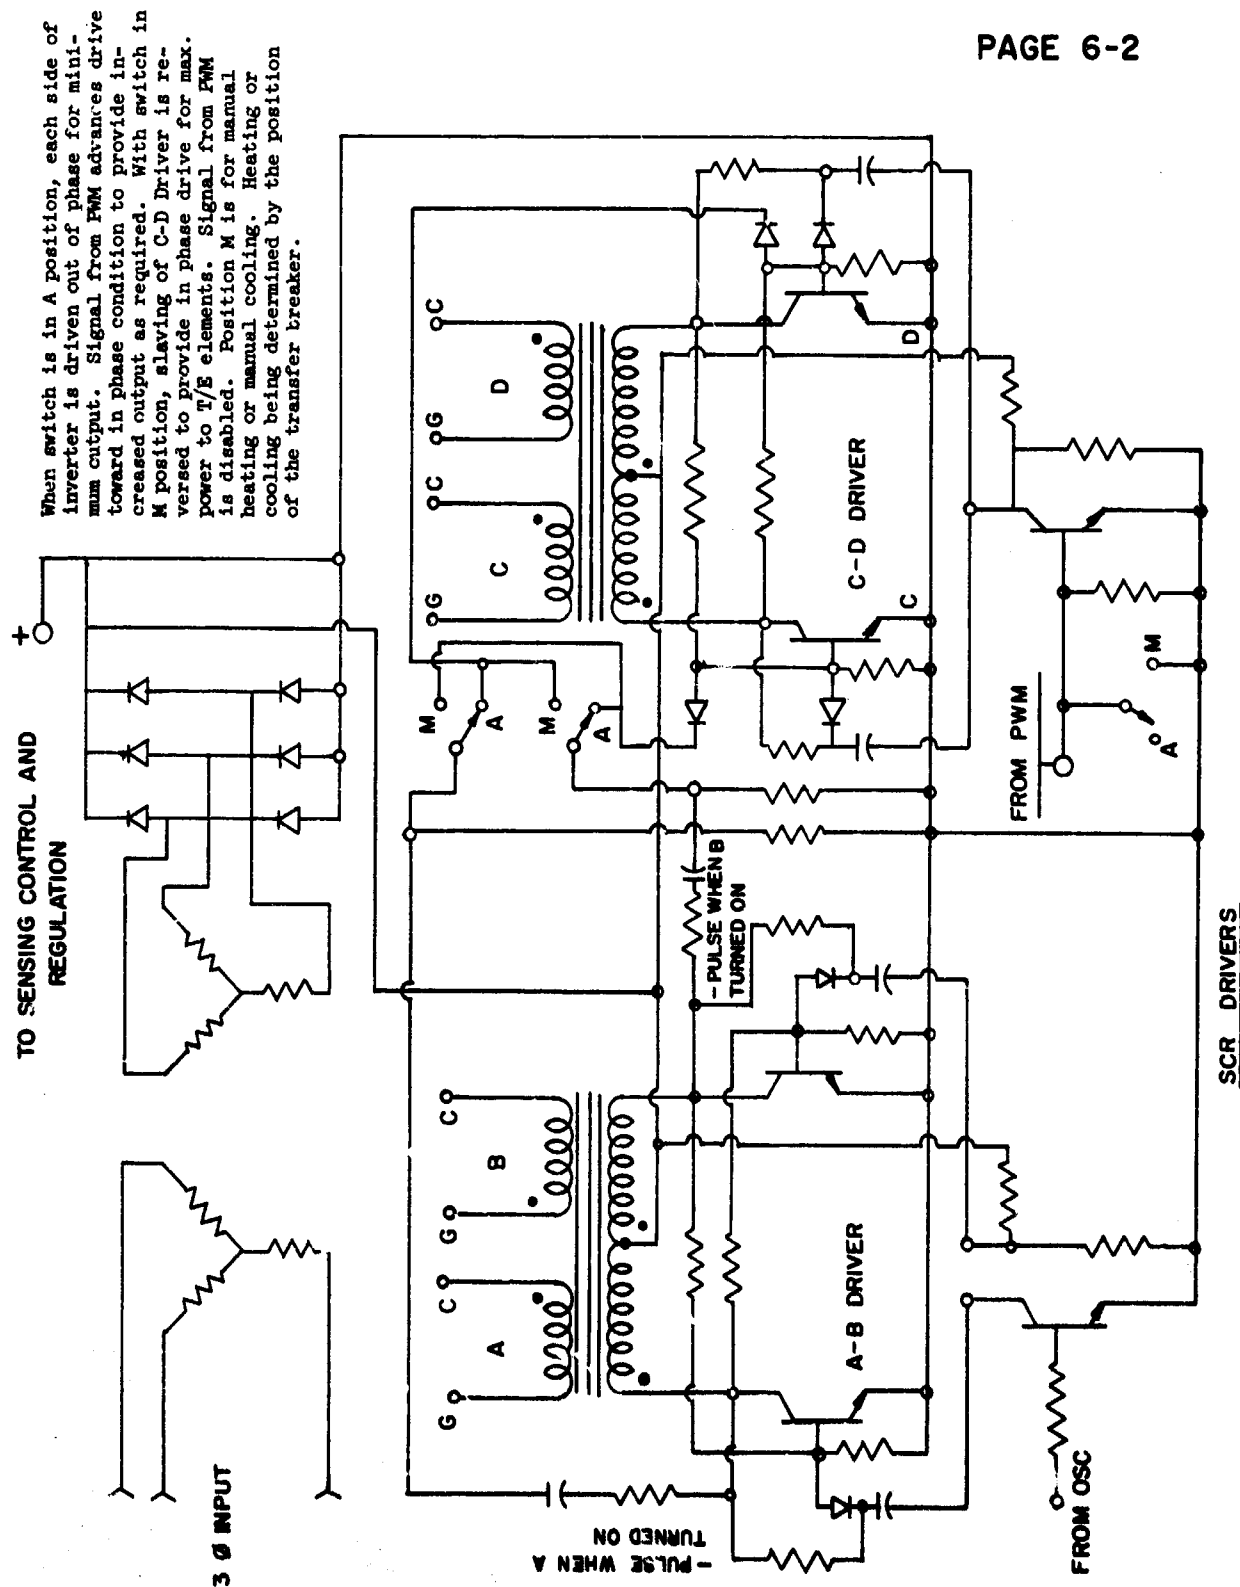 PAGE 6-2
When switch is in A position, each side of
inverter is driven out of phase for mini-
mum output. Signal from PWM advances drive
toward in phase condition to provide in-
creased output as required. With switch in
M position, slaving of C-D Driver is re-
versed to provide in phase drive for max.
power to T/E elements. Signal from PWM
is disabled. Position M is for manual
heating or manual cooling. Heating or
cooling being determined by the position
of the transfer breaker.
TO SENSING CONTROL AND
REGULATION
+
3 Ø INPUT
G
A
C
G
B
C
G
C
C
G
D
C
M
A
M
A
- PULSE WHEN A
TURNED ON
- PULSE WHEN B
TURNED ON
A-B DRIVER
C-D DRIVER
C
D
FROM OSC
FROM PWM
A
M
SCR DRIVERS